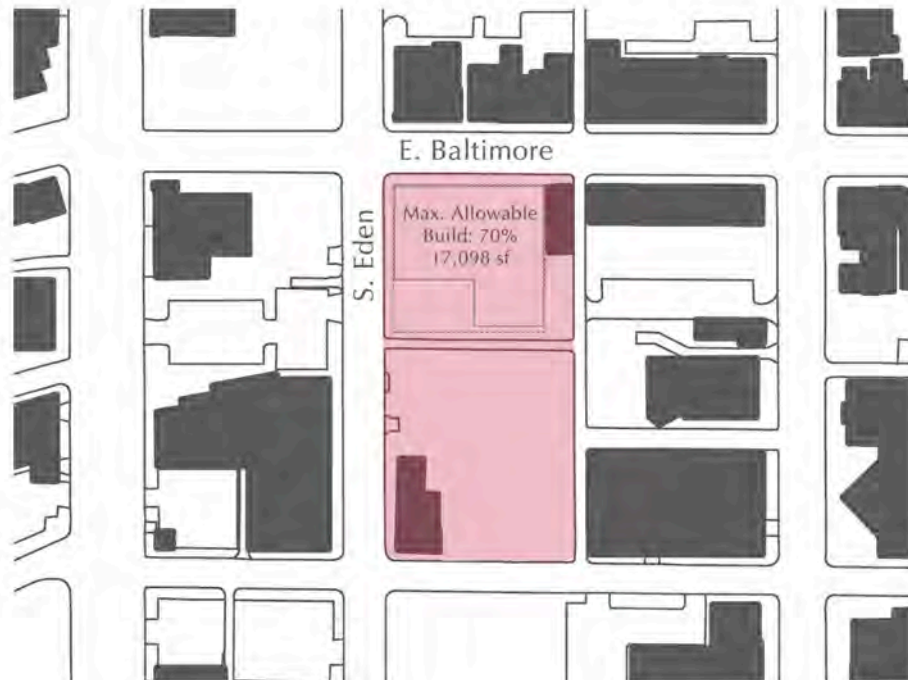 E. Baltimore
S. Eden
Max. Allowable
Build: 70%
17,098 sf